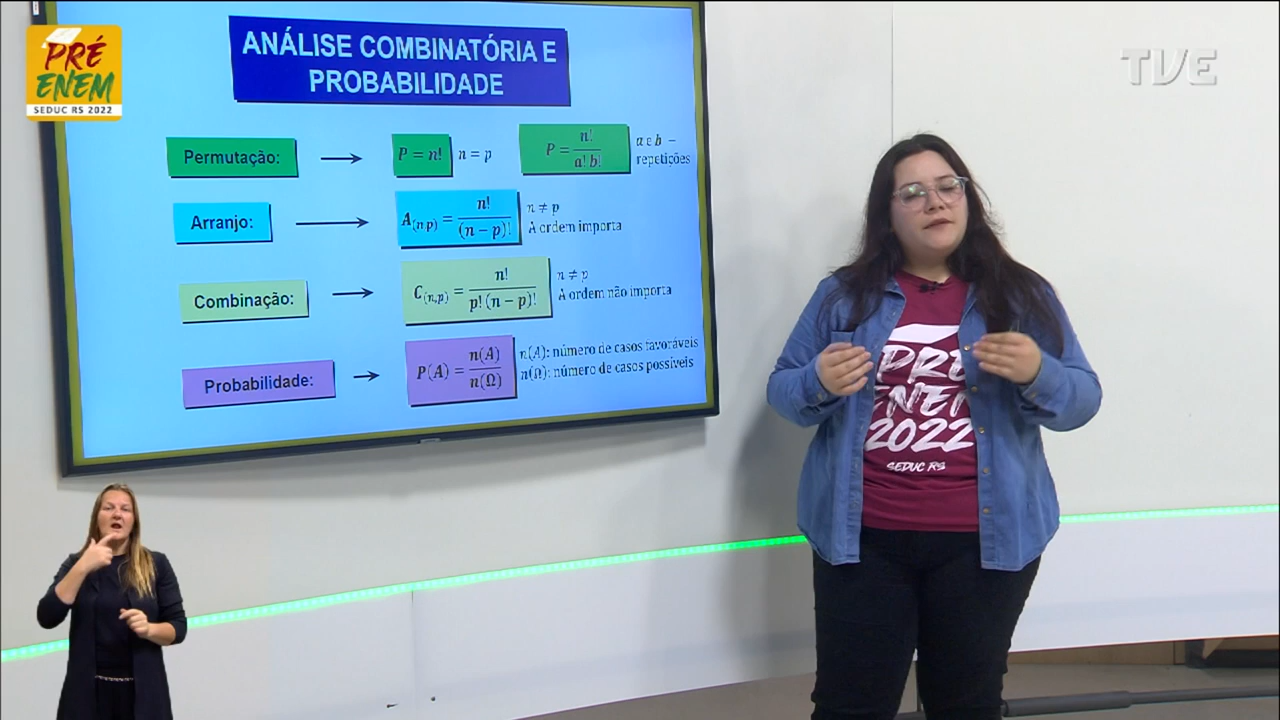 PRÉ
ENEM
SEDUC RS 2022
TVE
ANÁLISE COMBINATÓRIA E
PROBABILIDADE
Permutação:
P = n!
n = p
P = n! / a! b!
a e b –
repetições
Arranjo:
A(n p) = n! / (n − p)!
n ≠ p
A ordem importa
Combinação:
C(n,p) = n! / p! (n − p)!
n ≠ p
A ordem não importa
Probabilidade:
P(A) = n(A) / n(Ω)
n(A): número de casos favoráveis
n(Ω): número de casos possíveis
PRÉ
ENEM
2022
SEDUC RS